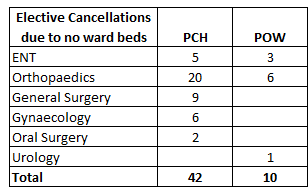 Elective Cancellations due to no ward beds PCH POW
ENT 5 3
Orthopaedics 20 6
General Surgery 9
Gynaecology 6
Oral Surgery 2
Urology 1
Total 42 10